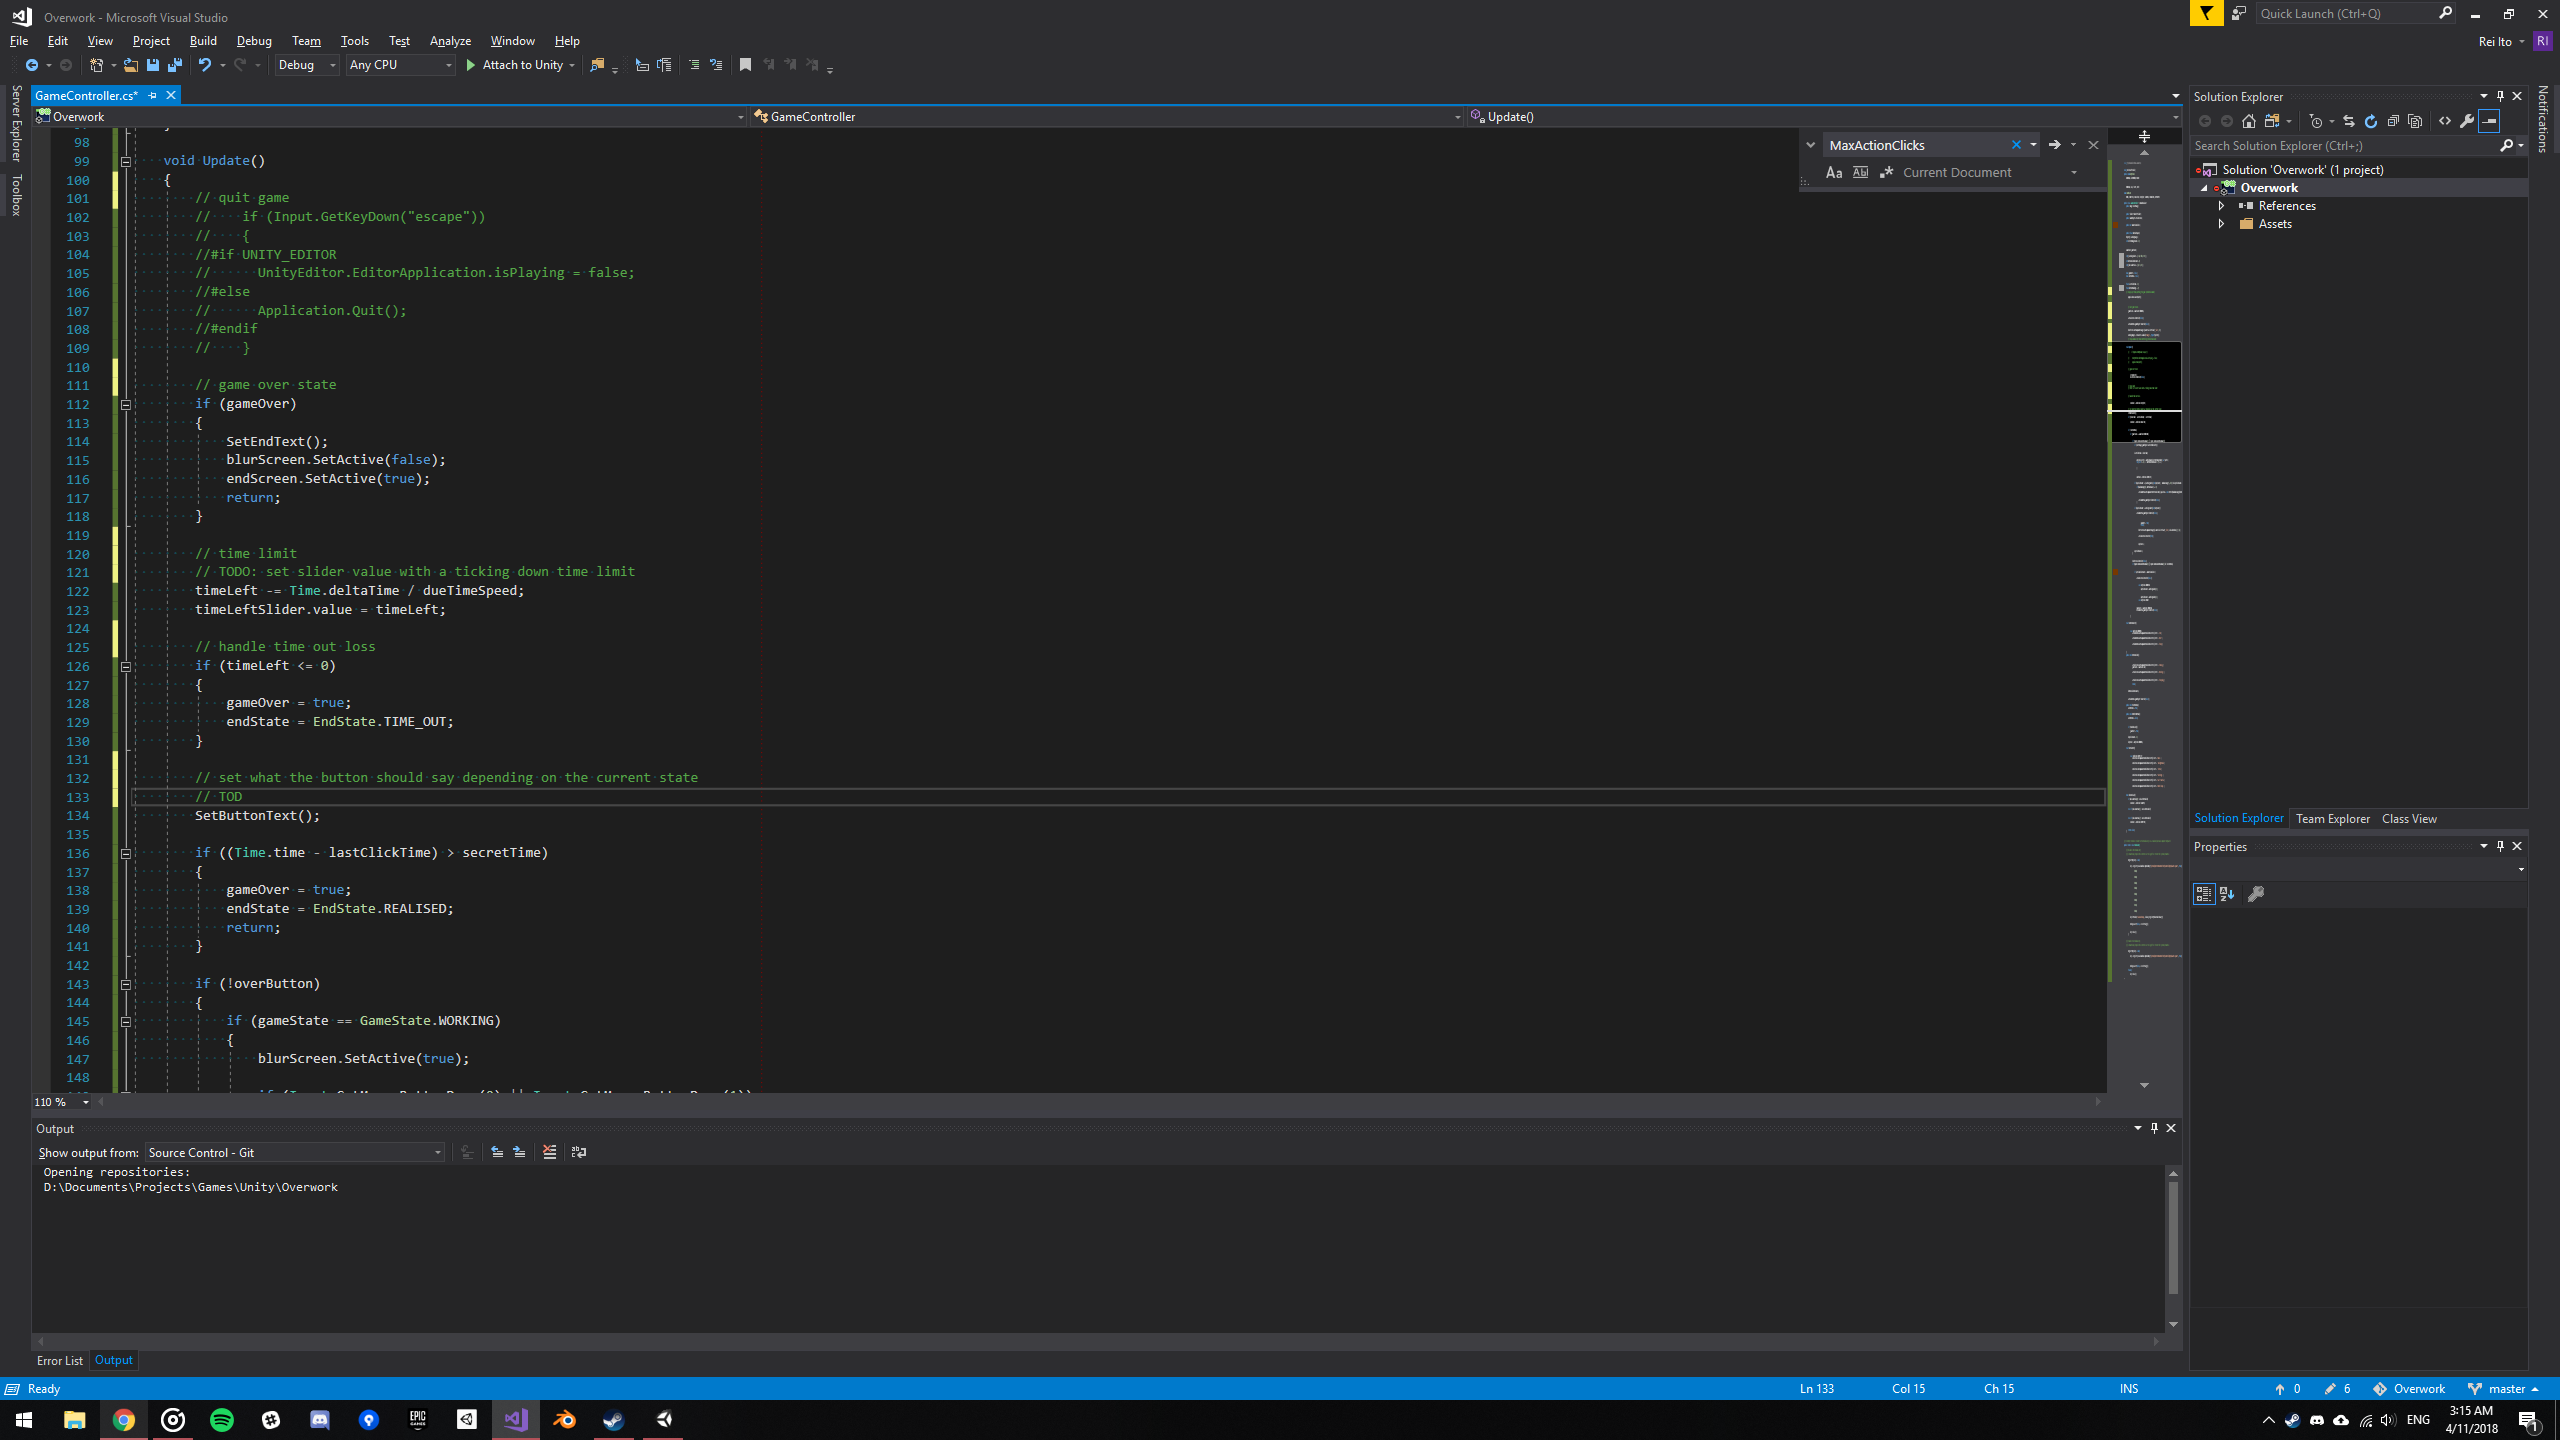 Overwork - Microsoft Visual Studio
Quick Launch (Ctrl+Q)
File Edit View Project Build Debug Team Tools Test Analyze Window Help
Rei Ito RI
Debug Any CPU Attach to Unity
Server Explorer
Toolbox
Notifications
GameController.cs*
Overwork GameController Update()
MaxActionClicks
Aa Ab Current Document
98
99 void Update()
100 {
101 // quit game
102 // if (Input.GetKeyDown("escape"))
103 // {
104 //#if UNITY_EDITOR
105 // UnityEditor.EditorApplication.isPlaying = false;
106 //#else
107 // Application.Quit();
108 //#endif
109 // }
110
111 // game over state
112 if (gameOver)
113 {
114 SetEndText();
115 blurScreen.SetActive(false);
116 endScreen.SetActive(true);
117 return;
118 }
119
120 // time limit
121 // TODO: set slider value with a ticking down time limit
122 timeLeft -= Time.deltaTime / dueTimeSpeed;
123 timeLeftSlider.value = timeLeft;
124
125 // handle time out loss
126 if (timeLeft <= 0)
127 {
128 gameOver = true;
129 endState = EndState.TIME_OUT;
130 }
131
132 // set what the button should say depending on the current state
133 // TOD
134 SetButtonText();
135
136 if ((Time.time - lastClickTime) > secretTime)
137 {
138 gameOver = true;
139 endState = EndState.REALISED;
140 return;
141 }
142
143 if (!overButton)
144 {
145 if (gameState == GameState.WORKING)
146 {
147 blurScreen.SetActive(true);
148
110 %
Solution Explorer
Search Solution Explorer (Ctrl+;)
Solution 'Overwork' (1 project)
Overwork
References
Assets
Solution Explorer Team Explorer Class View
Properties
Output
Show output from: Source Control - Git
Opening repositories:
D:\Documents\Projects\Games\Unity\Overwork
Error List Output
Ready Ln 133 Col 15 Ch 15 INS 0 6 Overwork master
EPIC GAMES
ENG
3:15 AM
4/11/2018
1